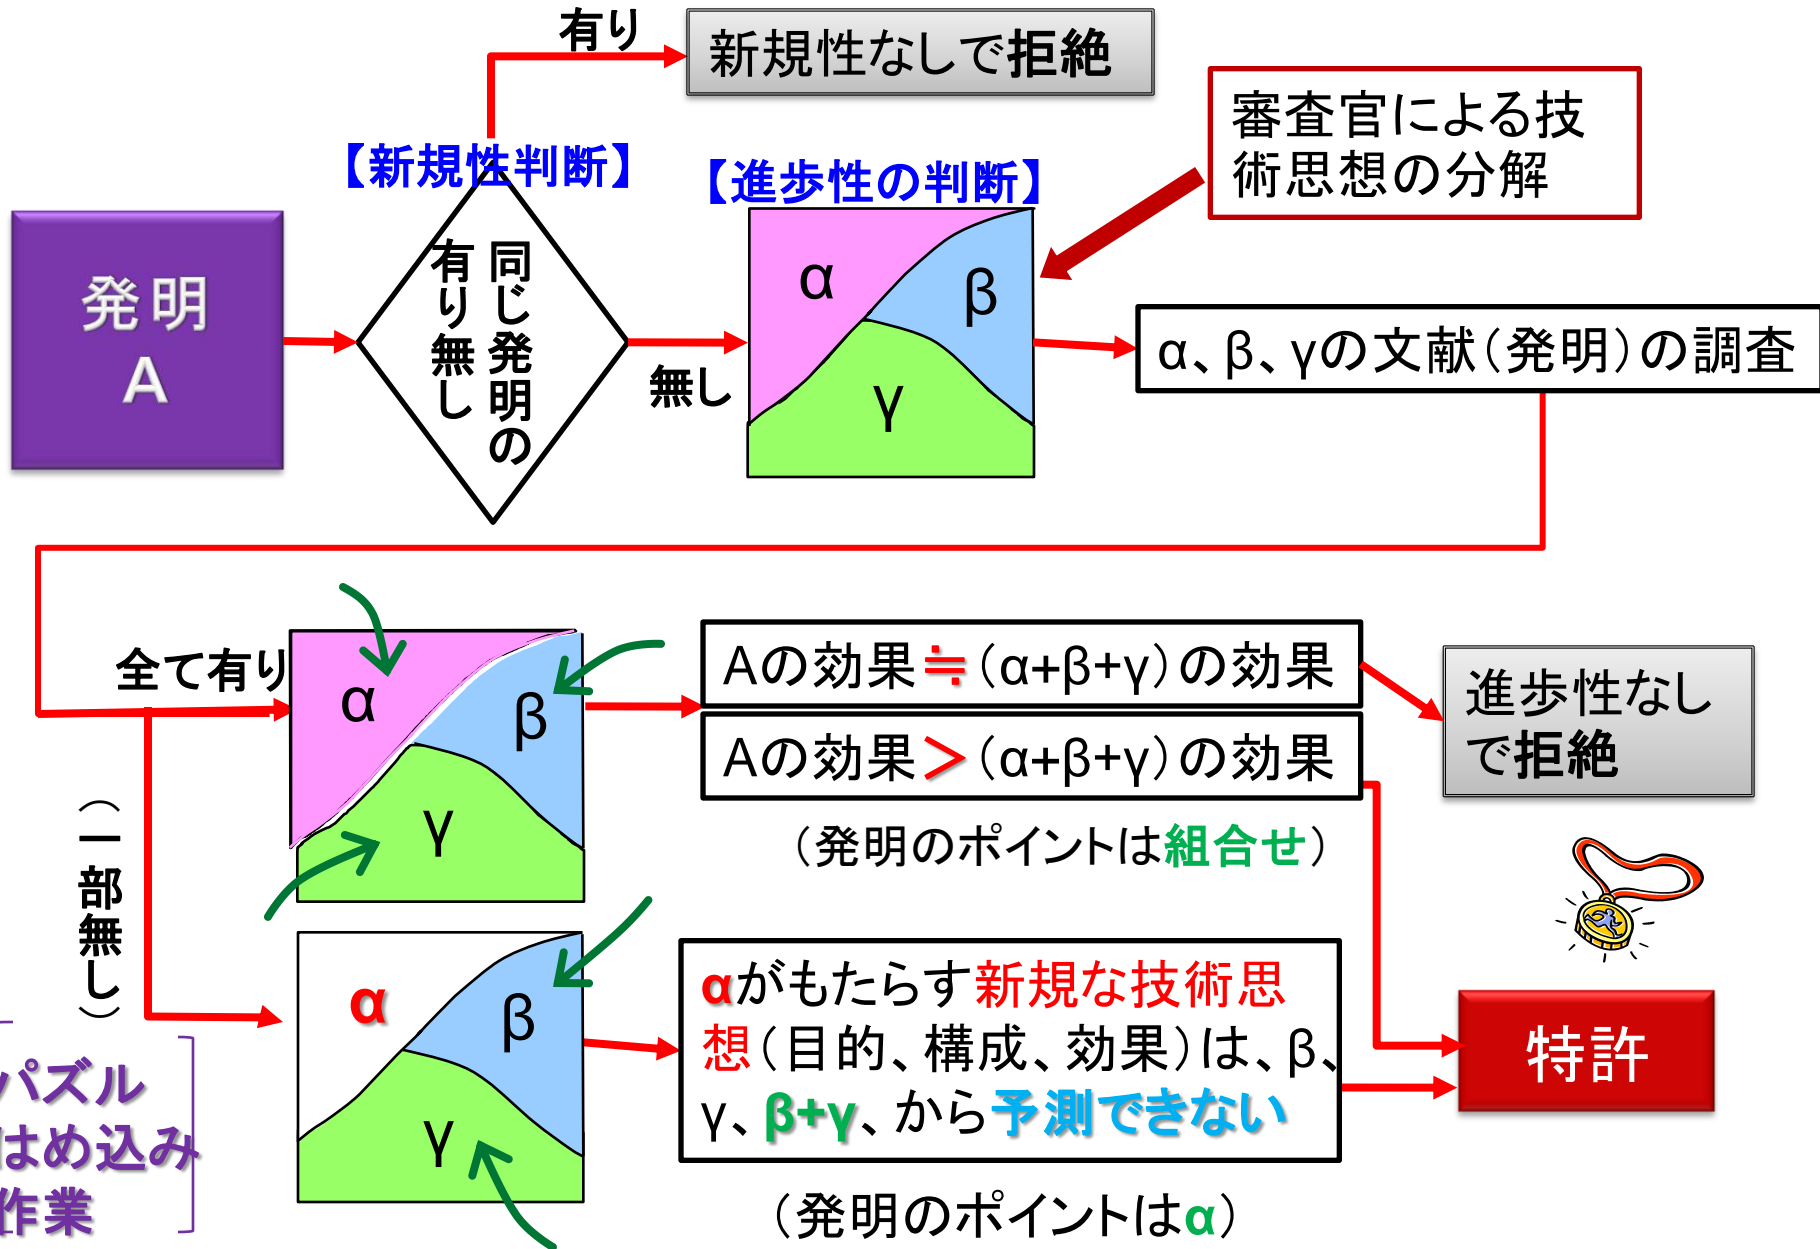 有り
新規性なしで拒絶
審査官による技
術思想の分解
【新規性判断】
【進歩性の判断】
発明
A
同じ発明の
有り無し
無し
α
β
γ
α、β、γの文献（発明）の調査
全て有り
α
β
γ
Aの効果≒（α+β+γ）の効果
Aの効果＞（α+β+γ）の効果
（発明のポイントは組合せ）
進歩性なし
で拒絶
（一部無し）
α
β
γ
αがもたらす新規な技術思
想（目的、構成、効果）は、β、
γ、β+γ、から予測できない
（発明のポイントはα）
特許
パズル
はめ込み
作業